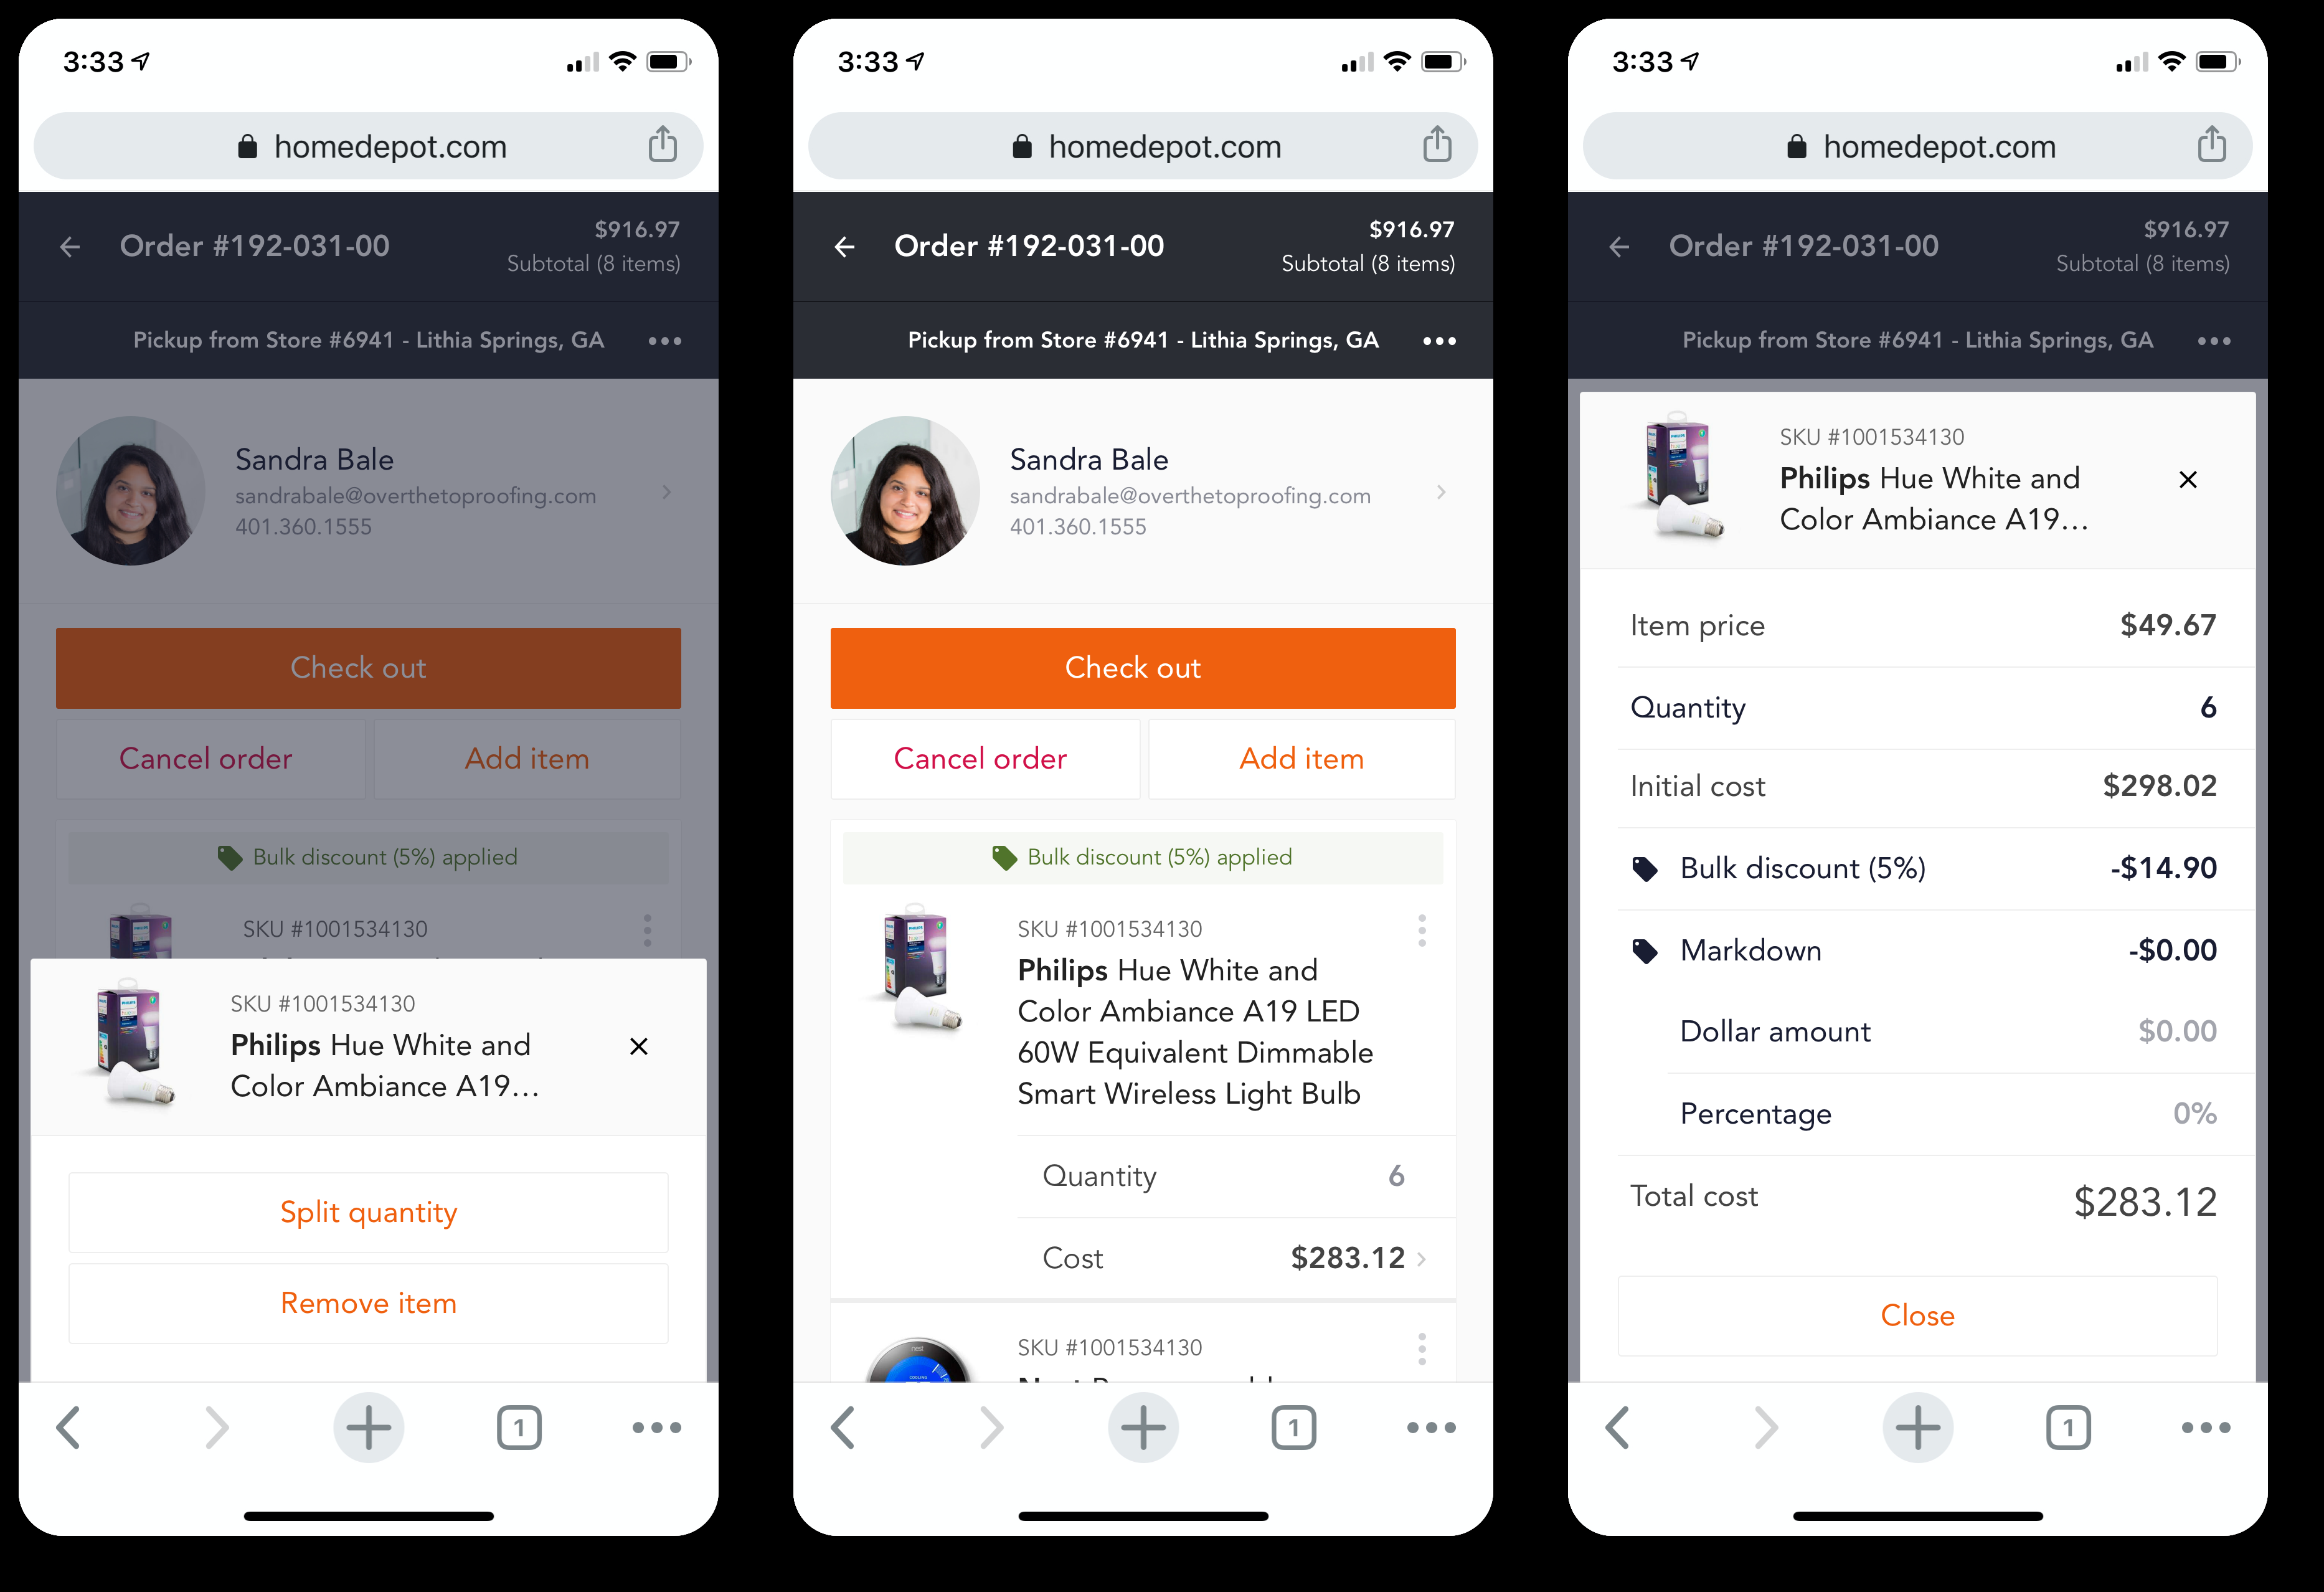 3:33
homedepot.com
Order #192-031-00
$916.97
Subtotal (8 items)
Pickup from Store #6941 - Lithia Springs, GA
Sandra Bale
sandrabale@overthetoproofing.com
401.360.1555
Check out
Cancel order
Add item
Bulk discount (5%) applied
SKU #1001534130
SKU #1001534130
Philips Hue White and
Color Ambiance A19...
Split quantity
Remove item
1
3:33
homedepot.com
Order #192-031-00
$916.97
Subtotal (8 items)
Pickup from Store #6941 - Lithia Springs, GA
Sandra Bale
sandrabale@overthetoproofing.com
401.360.1555
Check out
Cancel order
Add item
Bulk discount (5%) applied
SKU #1001534130
Philips Hue White and
Color Ambiance A19 LED
60W Equivalent Dimmable
Smart Wireless Light Bulb
Quantity 6
Cost $283.12
nest
COOLING
SKU #1001534130
1
3:33
homedepot.com
Order #192-031-00
$916.97
Subtotal (8 items)
Pickup from Store #6941 - Lithia Springs, GA
SKU #1001534130
Philips Hue White and
Color Ambiance A19...
Item price $49.67
Quantity 6
Initial cost $298.02
Bulk discount (5%) -$14.90
Markdown -$0.00
Dollar amount $0.00
Percentage 0%
Total cost $283.12
Close
1